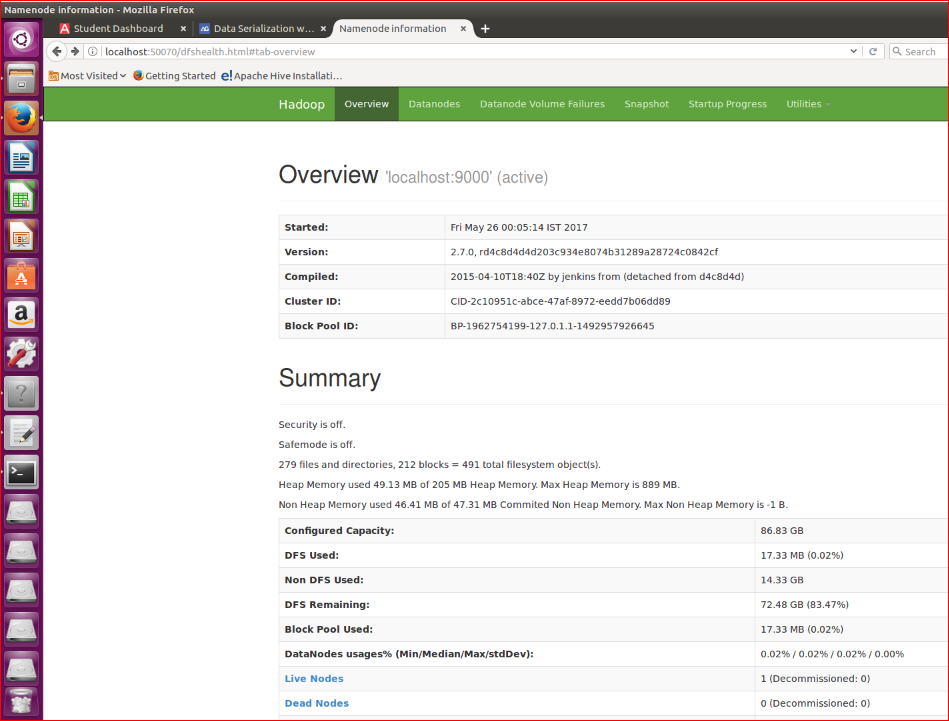 Namenode information - Mozilla Firefox
Student Dashboard × AG Data Serialization w... × Namenode information × +
localhost:50070/dfshealth.html#tab-overview Search
Most Visited Getting Started e! Apache Hive Installati...
Hadoop Overview Datanodes Datanode Volume Failures Snapshot Startup Progress Utilities
Overview 'localhost:9000' (active)
Started: Fri May 26 00:05:14 IST 2017
Version: 2.7.0, rd4c8d4d4d203c934e8074b31289a28724c0842cf
Compiled: 2015-04-10T18:40Z by jenkins from (detached from d4c8d4d)
Cluster ID: CID-2c10951c-abce-47af-8972-eedd7b06dd89
Block Pool ID: BP-1962754199-127.0.1.1-1492957926645
Summary
Security is off.
Safemode is off.
279 files and directories, 212 blocks = 491 total filesystem object(s).
Heap Memory used 49.13 MB of 205 MB Heap Memory. Max Heap Memory is 889 MB.
Non Heap Memory used 46.41 MB of 47.31 MB Commited Non Heap Memory. Max Non Heap Memory is -1 B.
Configured Capacity: 86.83 GB
DFS Used: 17.33 MB (0.02%)
Non DFS Used: 14.33 GB
DFS Remaining: 72.48 GB (83.47%)
Block Pool Used: 17.33 MB (0.02%)
DataNodes usages% (Min/Median/Max/stdDev): 0.02% / 0.02% / 0.02% / 0.00%
Live Nodes 1 (Decommissioned: 0)
Dead Nodes 0 (Decommissioned: 0)